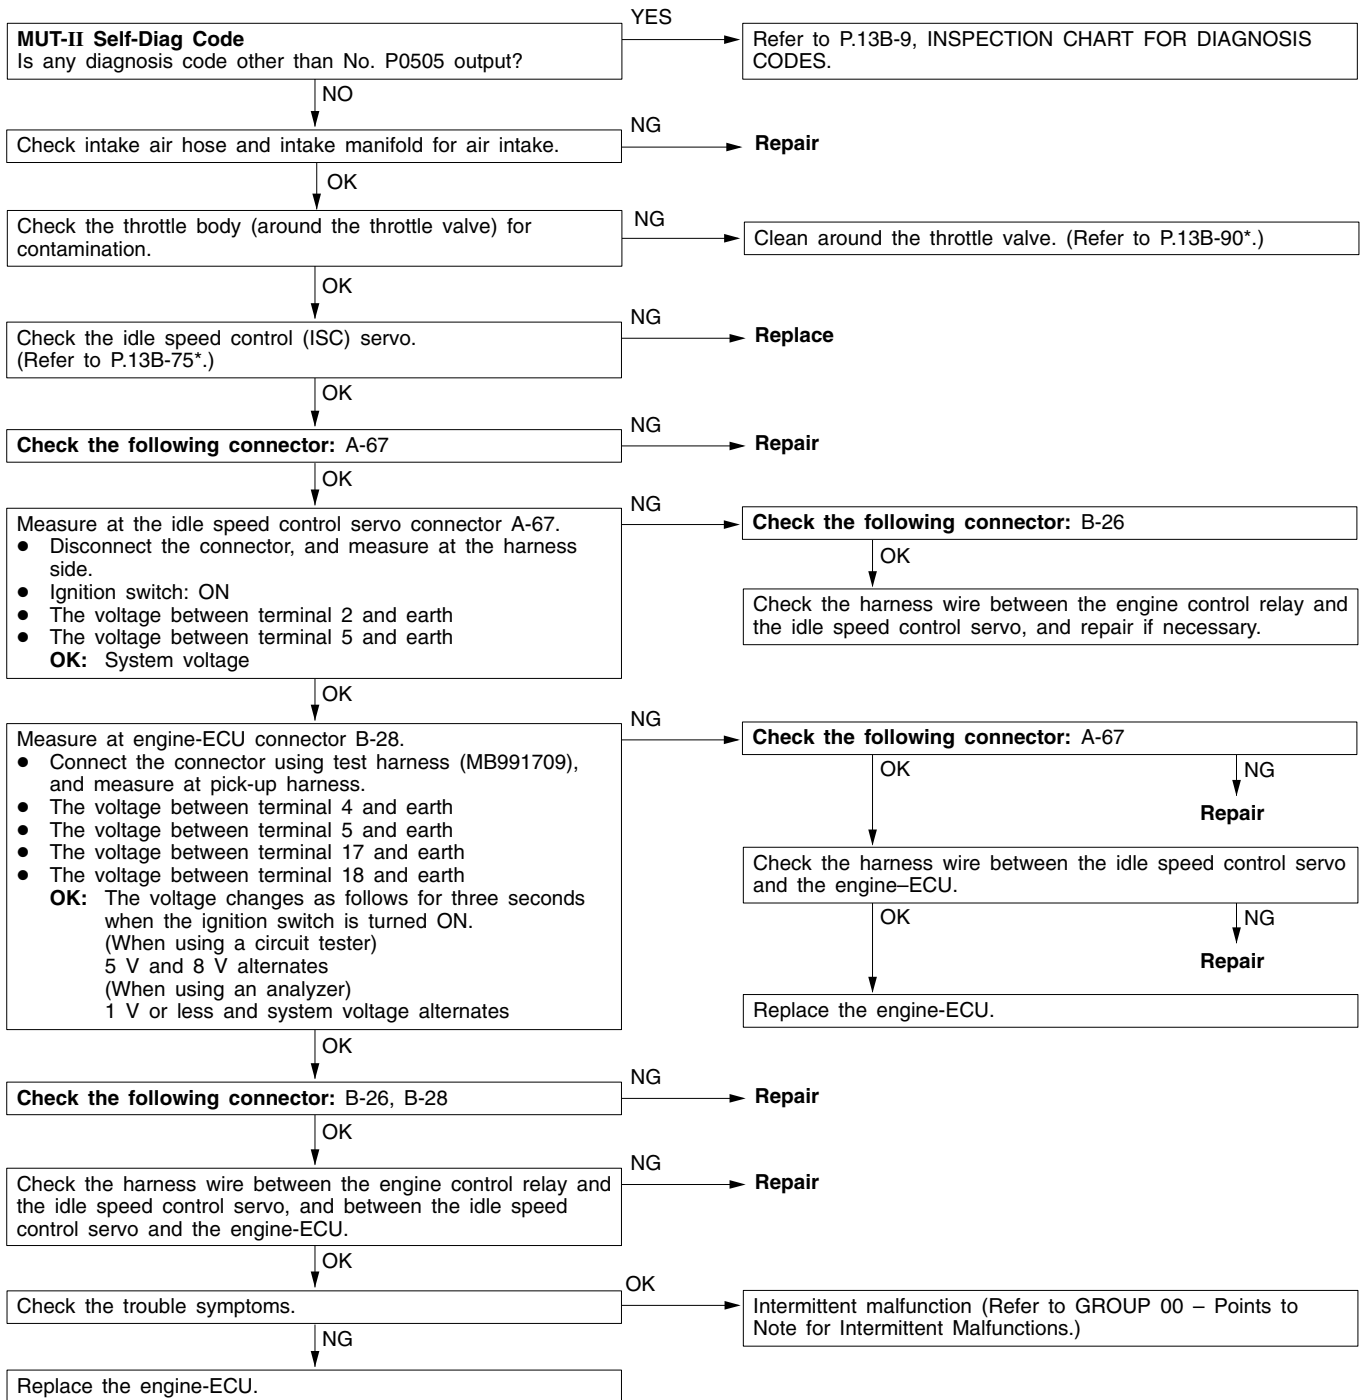 YES
MUT-II Self-Diag Code
Is any diagnosis code other than No. P0505 output?
Refer to P.13B-9, INSPECTION CHART FOR DIAGNOSIS
CODES.
NO
Check intake air hose and intake manifold for air intake.
NG
Repair
OK
Check the throttle body (around the throttle valve) for
contamination.
NG
Clean around the throttle valve. (Refer to P.13B-90*.)
OK
Check the idle speed control (ISC) servo.
(Refer to P.13B-75*.)
NG
Replace
OK
Check the following connector: A-67
NG
Repair
OK
Measure at the idle speed control servo connector A-67.
● Disconnect the connector, and measure at the harness
side.
● Ignition switch: ON
● The voltage between terminal 2 and earth
● The voltage between terminal 5 and earth
OK: System voltage
NG
Check the following connector: B-26
OK
Check the harness wire between the engine control relay and
the idle speed control servo, and repair if necessary.
OK
Measure at engine-ECU connector B-28.
● Connect the connector using test harness (MB991709),
and measure at pick-up harness.
● The voltage between terminal 4 and earth
● The voltage between terminal 5 and earth
● The voltage between terminal 17 and earth
● The voltage between terminal 18 and earth
OK: The voltage changes as follows for three seconds
when the ignition switch is turned ON.
(When using a circuit tester)
5 V and 8 V alternates
(When using an analyzer)
1 V or less and system voltage alternates
NG
Check the following connector: A-67
OK
NG
Repair
Check the harness wire between the idle speed control servo
and the engine–ECU.
OK
NG
Repair
Replace the engine-ECU.
OK
Check the following connector: B-26, B-28
NG
Repair
OK
Check the harness wire between the engine control relay and
the idle speed control servo, and between the idle speed
control servo and the engine-ECU.
NG
Repair
OK
Check the trouble symptoms.
OK
Intermittent malfunction (Refer to GROUP 00 – Points to
Note for Intermittent Malfunctions.)
NG
Replace the engine-ECU.